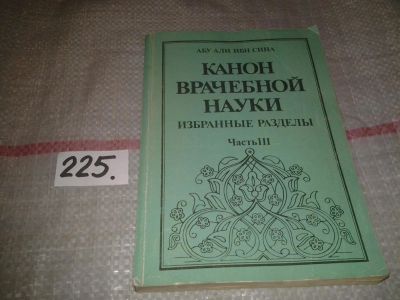 АБУ АЛИ ИБН СИНА
КАНОН
ВРАЧЕБНОЙ
НАУКИ
ИЗБРАННЫЕ РАЗДЕЛЫ
Часть III
225.